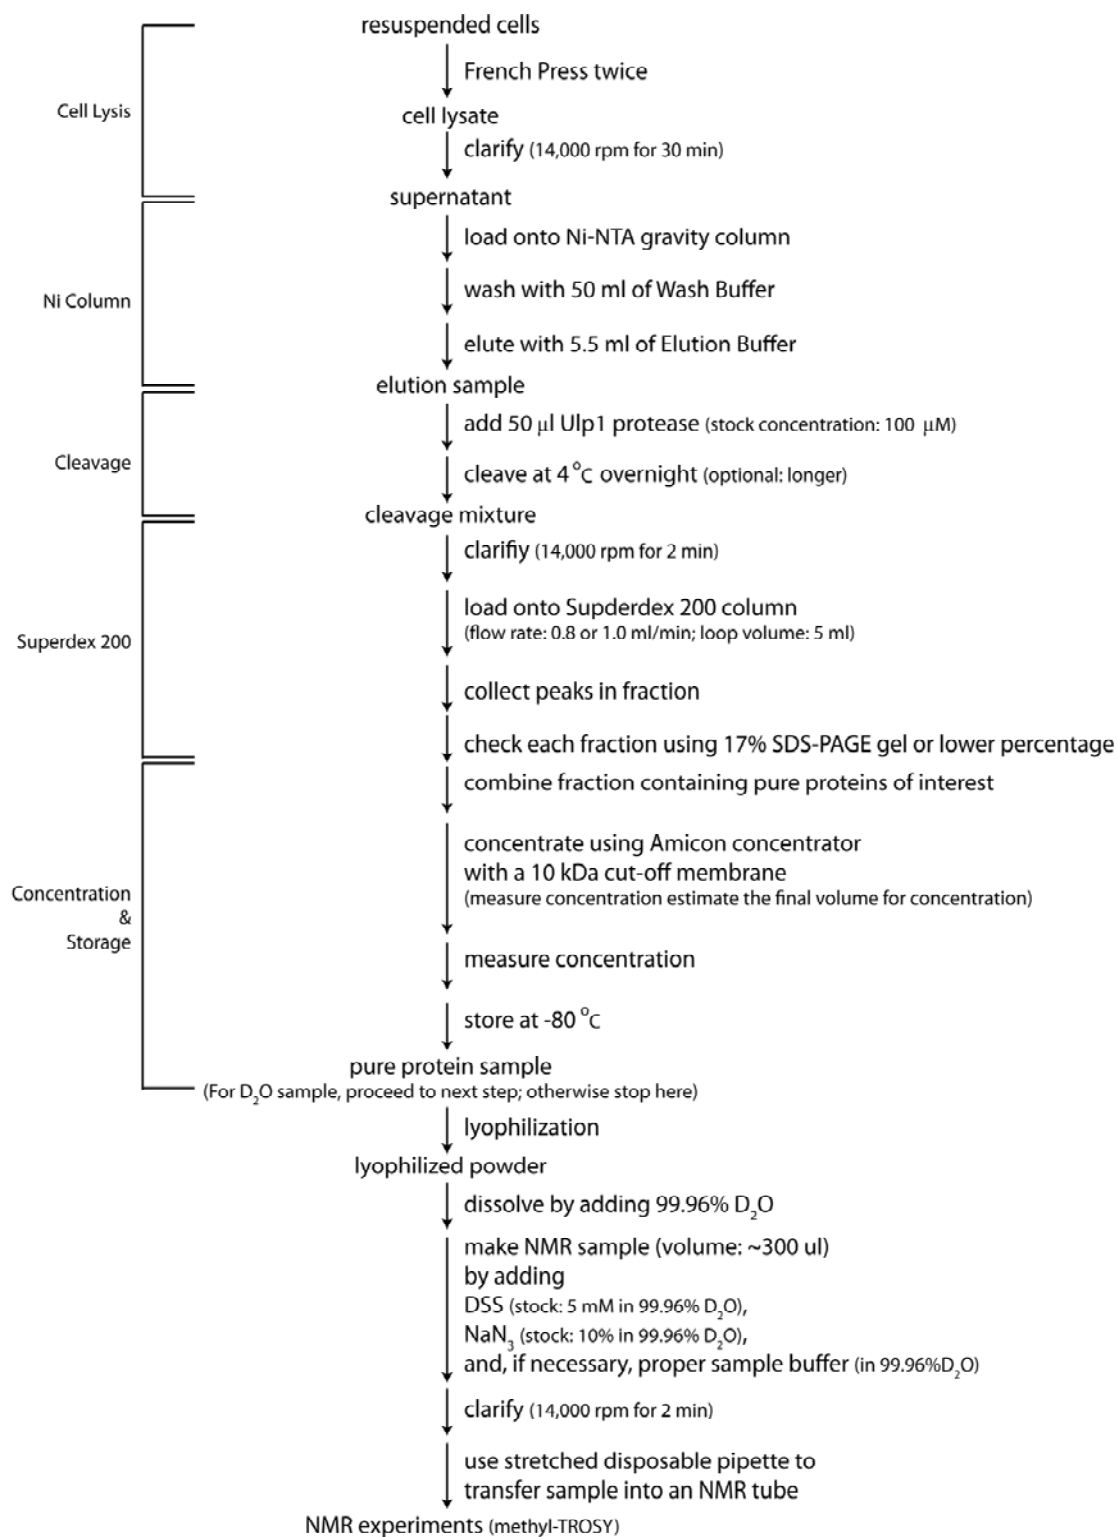 resuspended cells
French Press twice
Cell Lysis
cell lysate
clarify (14,000 rpm for 30 min)
supernatant
load onto Ni-NTA gravity column
wash with 50 ml of Wash Buffer
Ni Column
elute with 5.5 ml of Elution Buffer
elution sample
add 50 μl Ulp1 protease (stock concentration: 100 μM)
Cleavage
cleave at 4 °C overnight (optional: longer)
cleavage mixture
clarifiy (14,000 rpm for 2 min)
load onto Supderdex 200 column
(flow rate: 0.8 or 1.0 ml/min; loop volume: 5 ml)
Superdex 200
collect peaks in fraction
check each fraction using 17% SDS-PAGE gel or lower percentage
combine fraction containing pure proteins of interest
concentrate using Amicon concentrator
with a 10 kDa cut-off membrane
(measure concentration estimate the final volume for concentration)
Concentration
&
Storage
measure concentration
store at -80 °C
pure protein sample
(For D₂O sample, proceed to next step; otherwise stop here)
lyophilization
lyophilized powder
dissolve by adding 99.96% D₂O
make NMR sample (volume: ~300 ul)
by adding
DSS (stock: 5 mM in 99.96% D₂O),
NaN₃ (stock: 10% in 99.96% D₂O),
and, if necessary, proper sample buffer (in 99.96%D₂O)
clarify (14,000 rpm for 2 min)
use stretched disposable pipette to
transfer sample into an NMR tube
NMR experiments (methyl-TROSY)